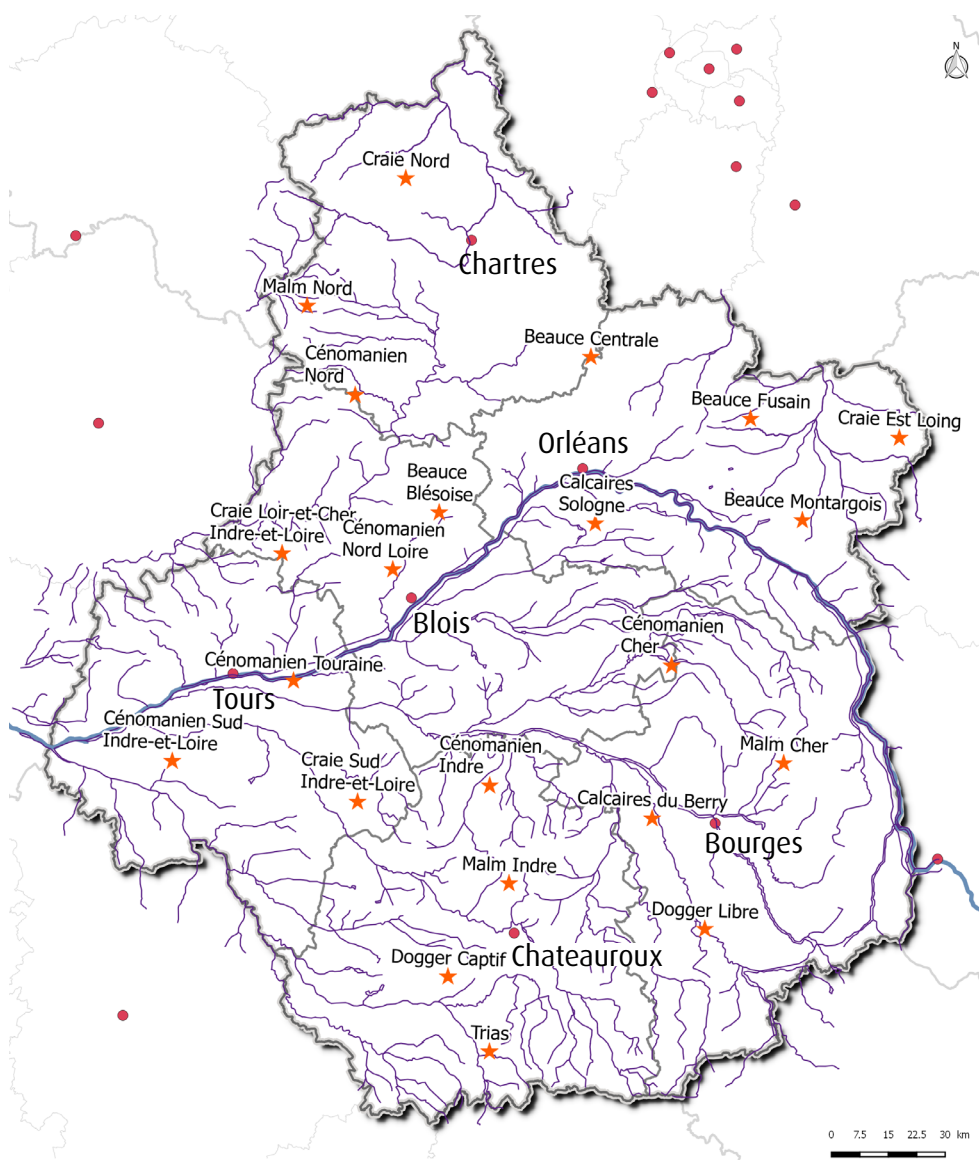 N
Craie Nord
Chartres
Malm Nord
Beauce Centrale
Cénomanien
Nord
Beauce Fusain
Craie Est Loing
Orléans
Beauce
Blésoise
Calcaires
Sologne
Beauce Montargois
Craie Loir-et-Cher
Indre-et-Loire
Cénomanien
Nord Loire
Blois
Cénomanien
Cher
Cénomanien Touraine
Tours
Cénomanien Sud
Indre-et-Loire
Craie Sud
Indre-et-Loire
Cénomanien
Indre
Malm Cher
Calcaires du Berry
Bourges
Malm Indre
Dogger Libre
Chateauroux
Dogger Captif
Trias
0 7.5 15 22.5 30 km